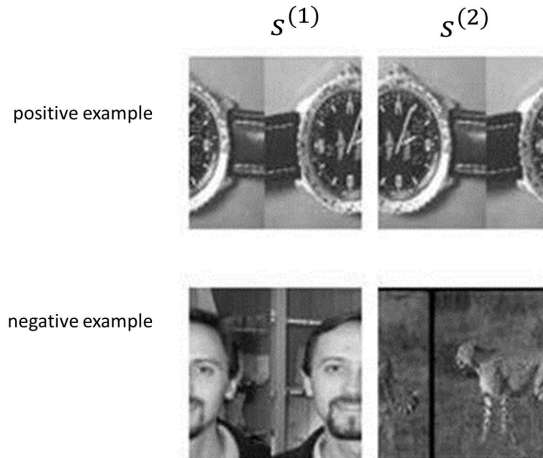 s⁽¹⁾ s⁽²⁾
positive example
negative example